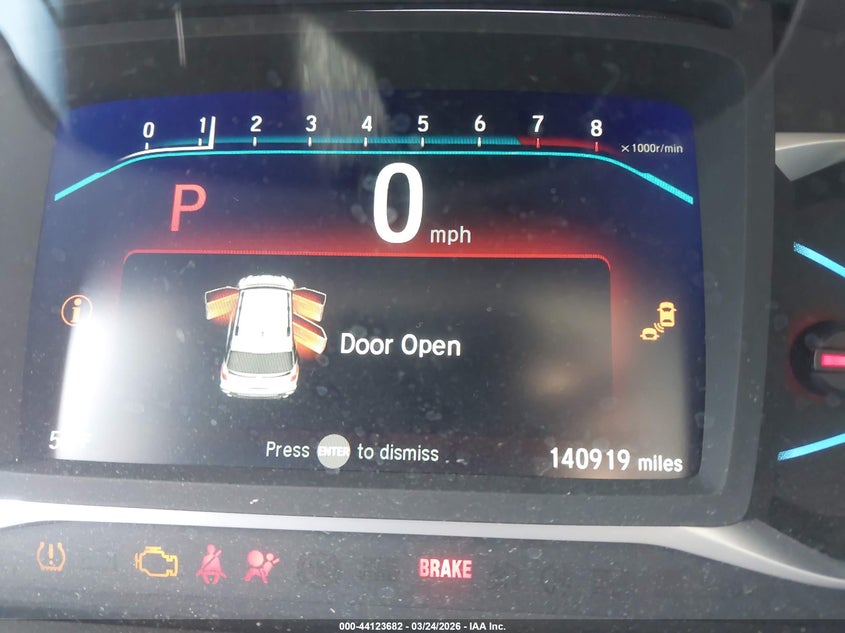 0 1 2 3 4 5 6 7 8
x1000r/min
P 0 mph
Door Open
Press ENTER to dismiss
140919 miles
BRAKE
000-44123682 - 03/24/2026 - IAA Inc.